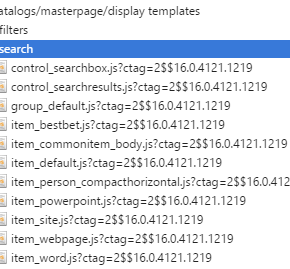 atalogs/masterpage/display templates
filters
search
control_searchbox.js?ctag=2$$16.0.4121.1219
control_searchresults.js?ctag=2$$16.0.4121.1219
group_default.js?ctag=2$$16.0.4121.1219
item_bestbet.js?ctag=2$$16.0.4121.1219
item_commonitem_body.js?ctag=2$$16.0.4121.1219
item_default.js?ctag=2$$16.0.4121.1219
item_person_compacthorizontal.js?ctag=2$$16.0.412
item_powerpoint.js?ctag=2$$16.0.4121.1219
item_site.js?ctag=2$$16.0.4121.1219
item_webpage.js?ctag=2$$16.0.4121.1219
item_word.js?ctag=2$$16.0.4121.1219